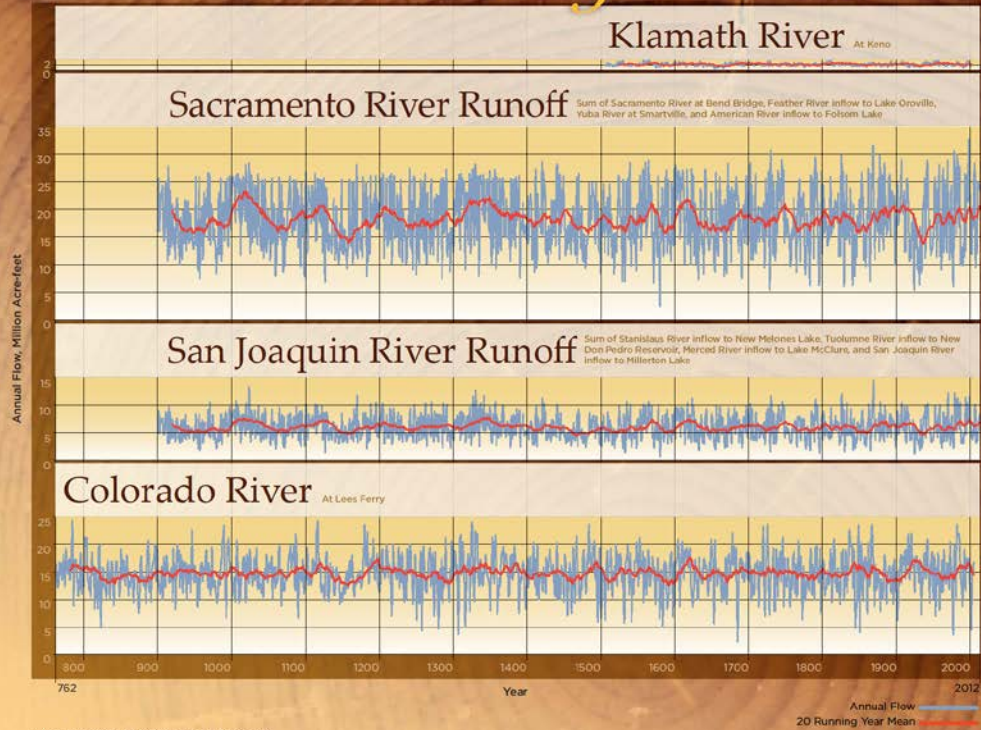 Klamath River At Keno
2
0
Sacramento River Runoff
Sum of Sacramento River at Bend Bridge, Feather River inflow to Lake Oroville,
Yuba River at Smartville, and American River inflow to Folsom Lake
35
30
25
20
15
10
5
0
San Joaquin River Runoff
Sum of Stanislaus River inflow to New Melones Lake, Tuolumne River inflow to New
Don Pedro Reservoir, Merced River inflow to Lake McClure, and San Joaquin River
inflow to Millerton Lake
15
10
5
0
Colorado River At Lees Ferry
25
20
15
10
5
0
Annual Flow, Million Acre-feet
800 900 1000 1100 1200 1300 1400 1500 1600 1700 1800 1900 2000
762 2012
Year
Annual Flow
20 Running Year Mean